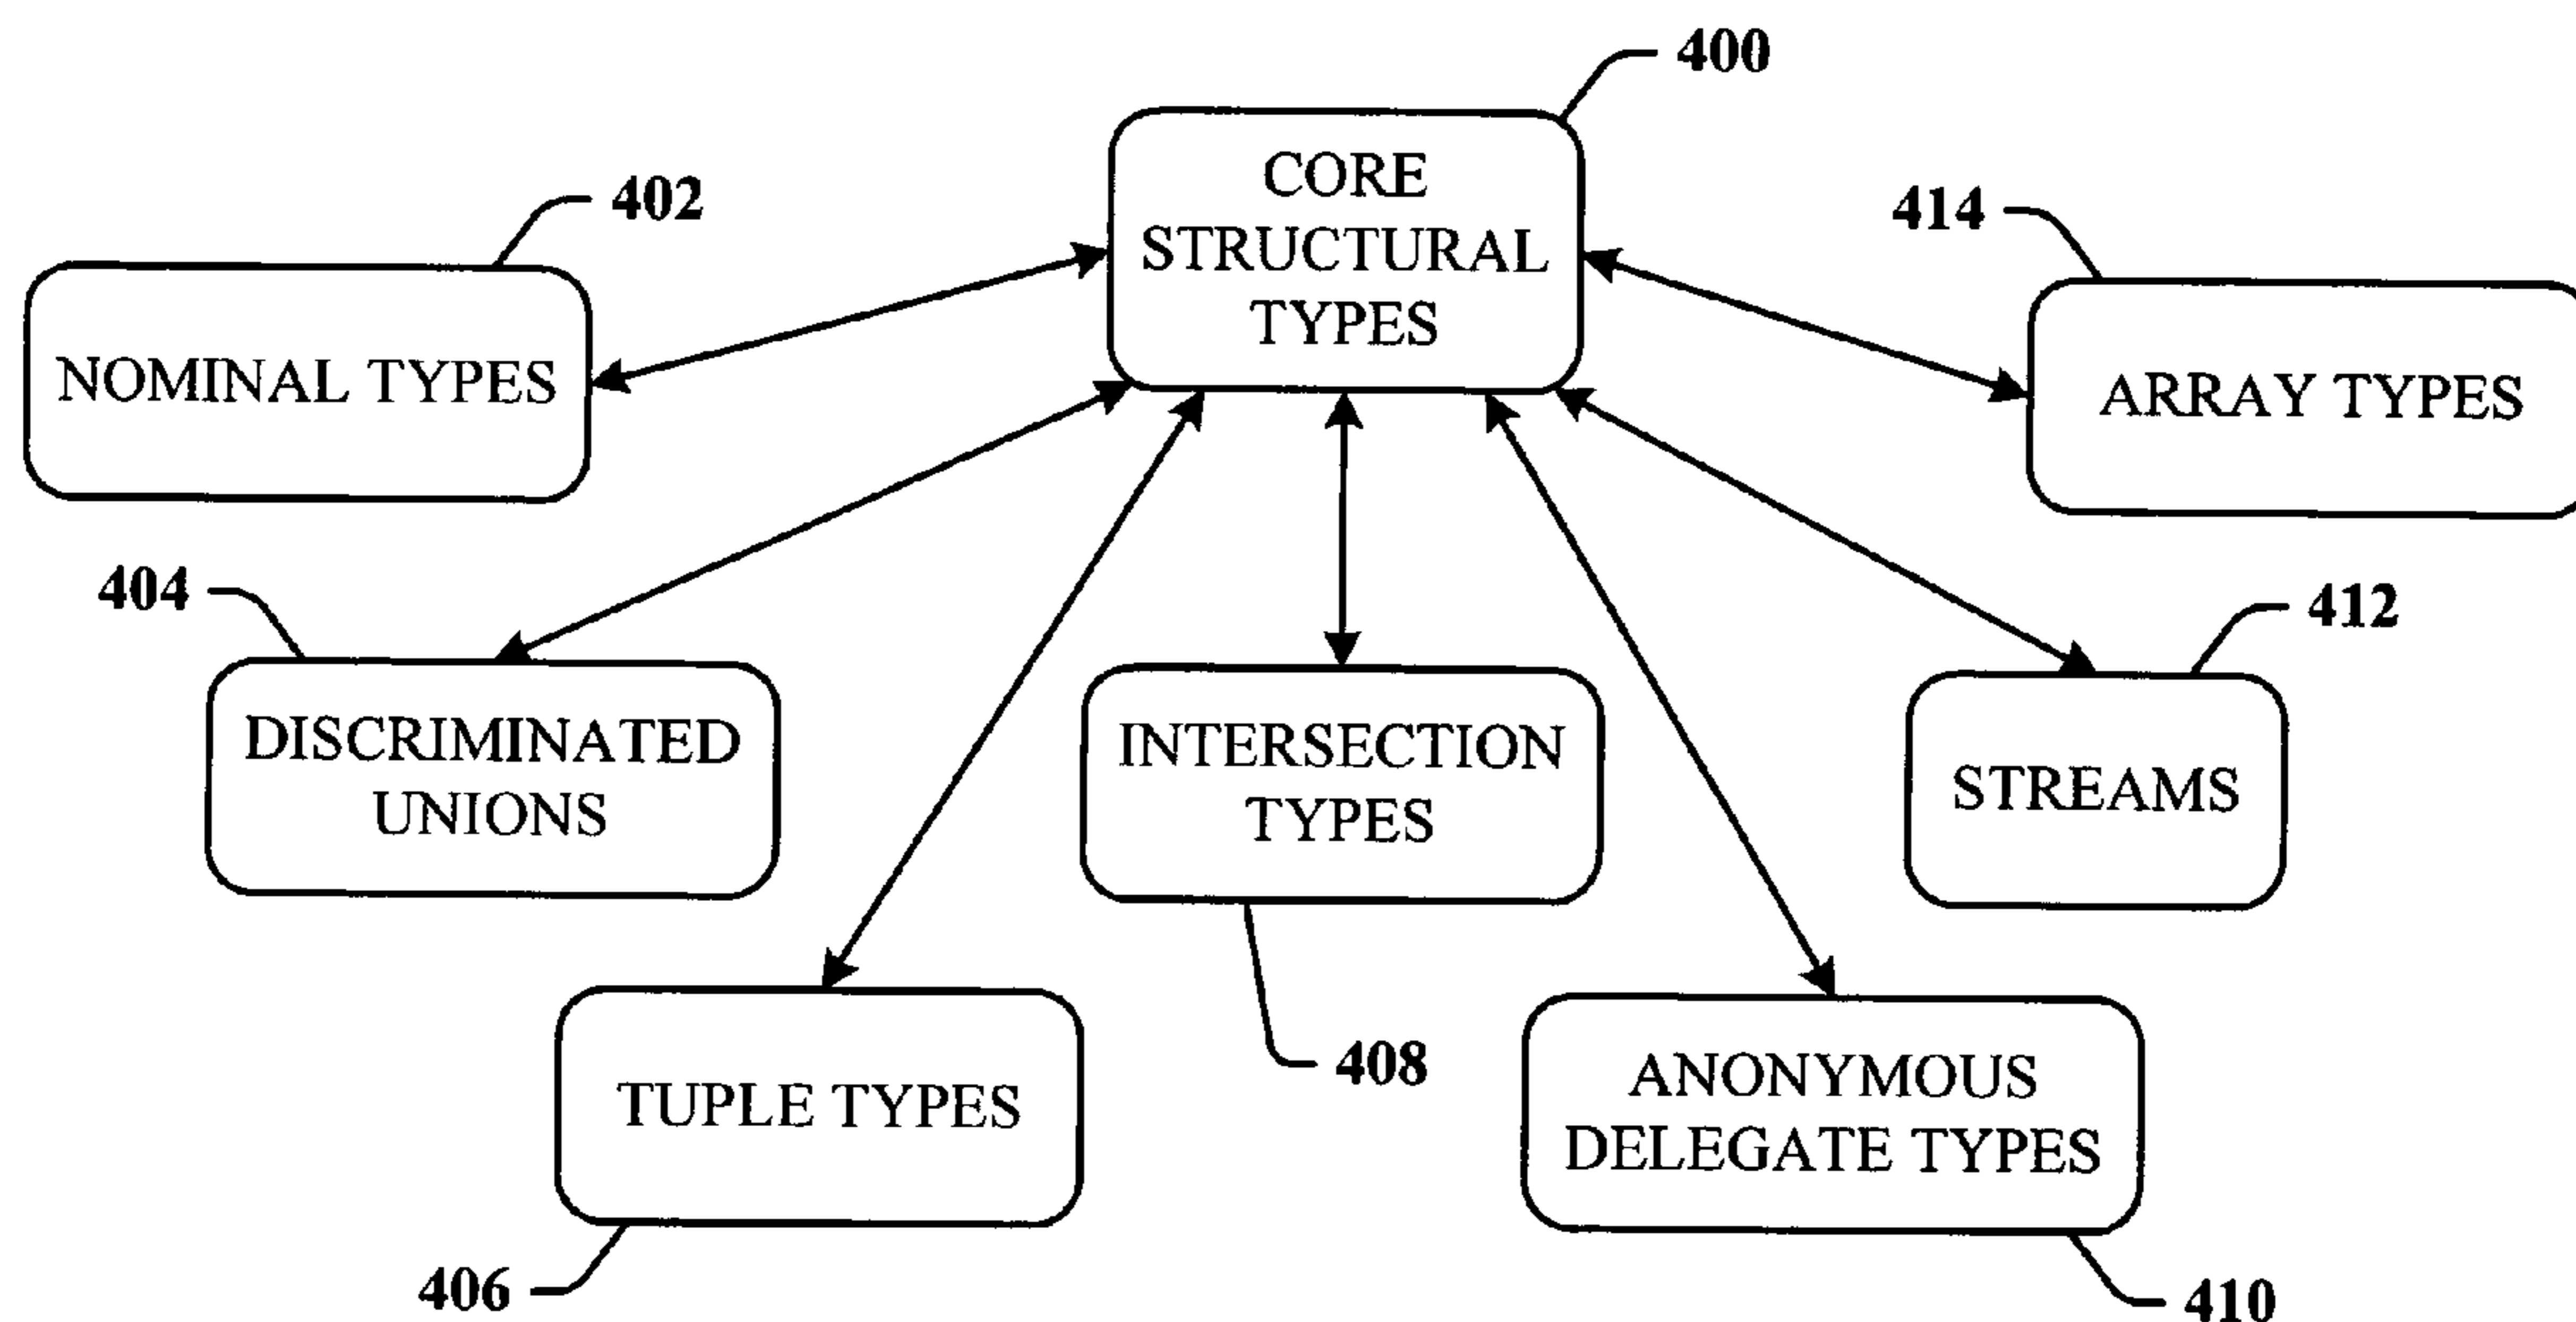 400
CORE
STRUCTURAL
TYPES
402
NOMINAL TYPES
414
ARRAY TYPES
404
DISCRIMINATED
UNIONS
INTERSECTION
TYPES
408
412
STREAMS
TUPLE TYPES
406
ANONYMOUS
DELEGATE TYPES
410